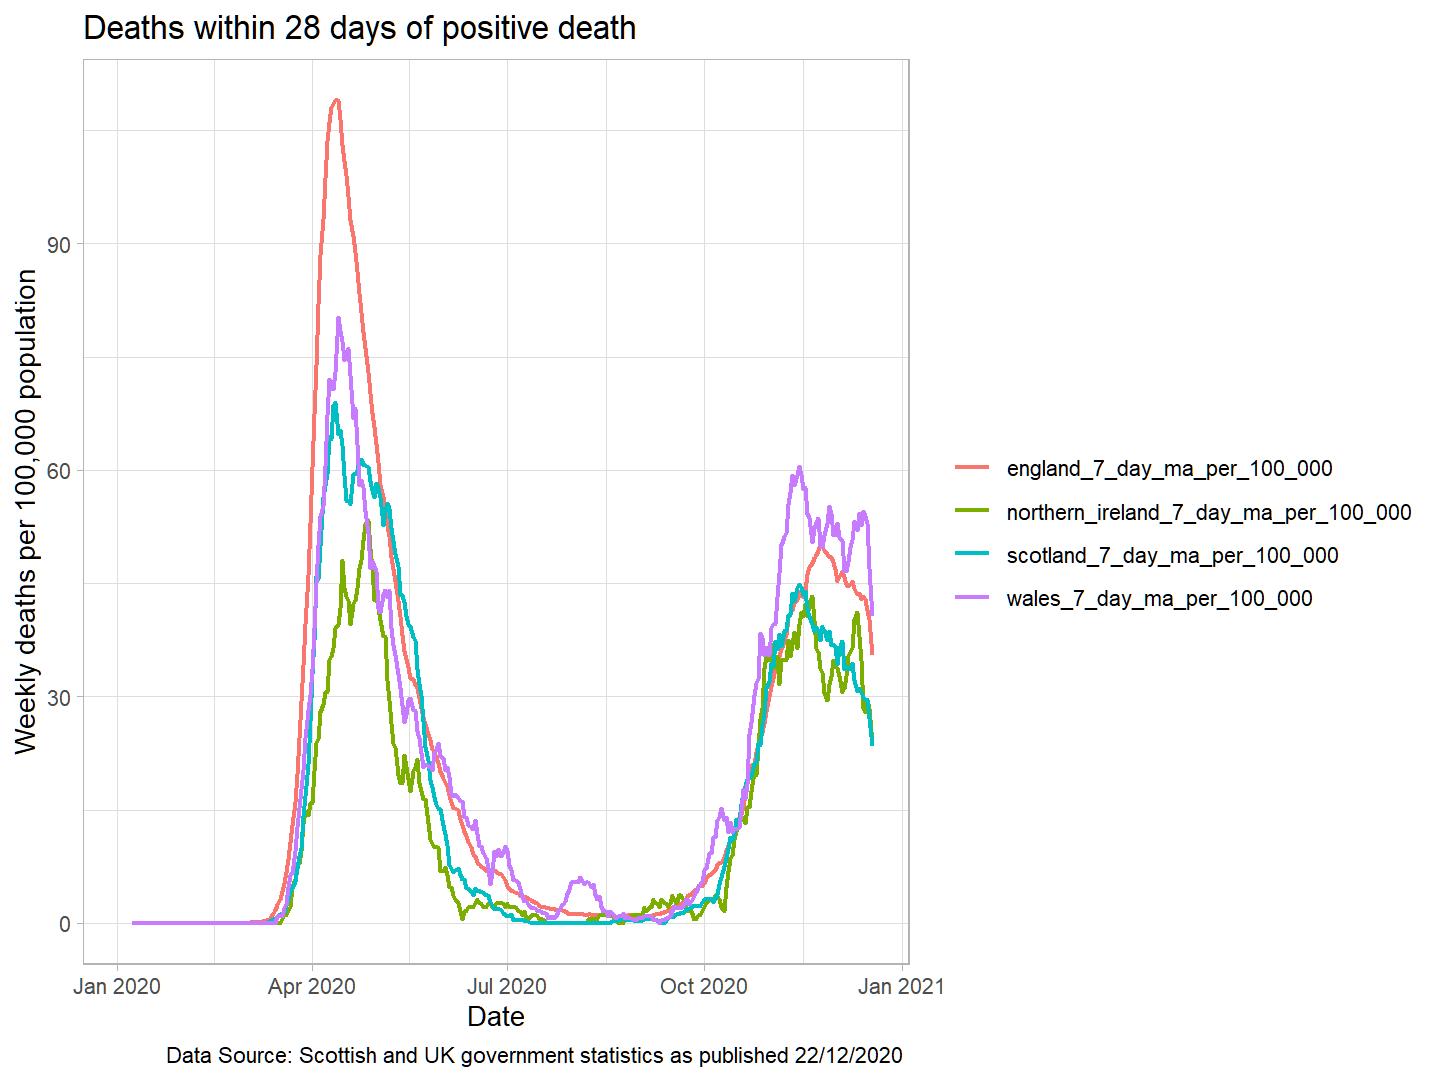 Deaths within 28 days of positive death
Weekly deaths per 100,000 population
90
60
30
0
Jan 2020
Apr 2020
Jul 2020
Oct 2020
Jan 2021
Date
england_7_day_ma_per_100_000
northern_ireland_7_day_ma_per_100_000
scotland_7_day_ma_per_100_000
wales_7_day_ma_per_100_000
Data Source: Scottish and UK government statistics as published 22/12/2020